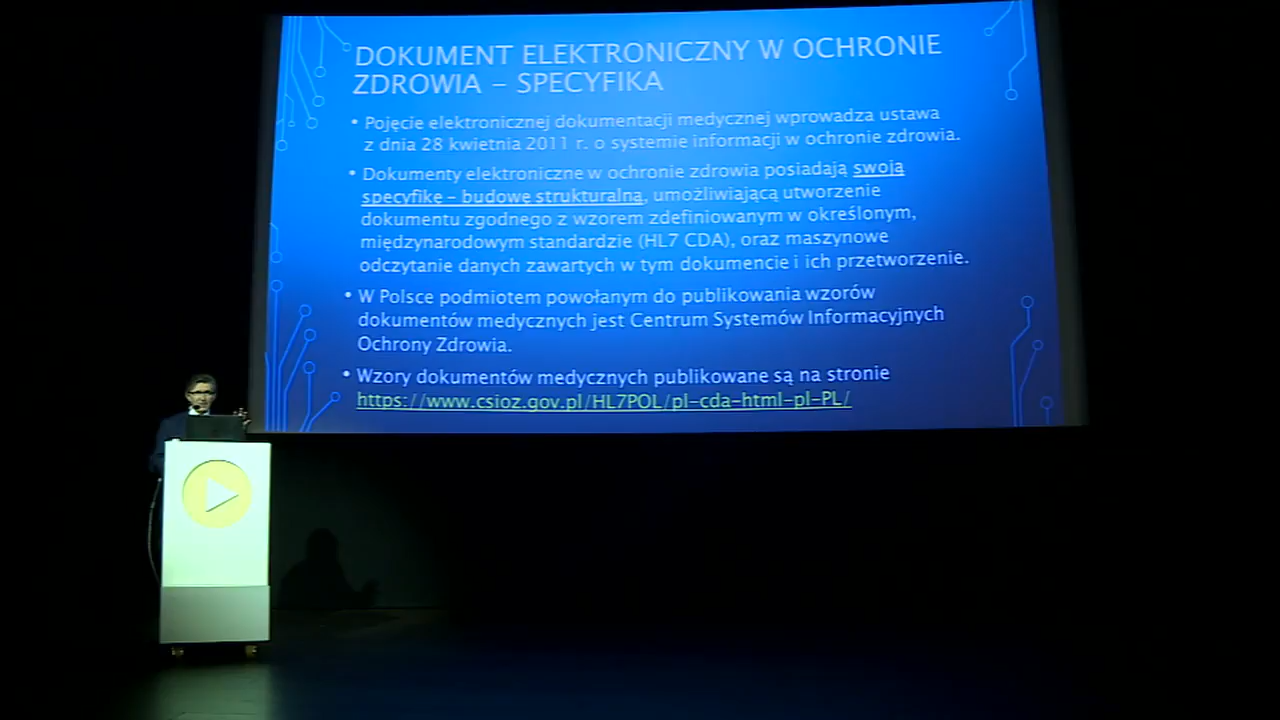 DOKUMENT ELEKTRONICZNY W OCHRONIE
ZDROWIA – SPECYFIKA
• Pojęcie elektronicznej dokumentacji medycznej wprowadza ustawa
z dnia 28 kwietnia 2011 r. o systemie informacji w ochronie zdrowia.
• Dokumenty elektroniczne w ochronie zdrowia posiadają swoją
specyfikę – budowę strukturalną, umożliwiającą utworzenie
dokumentu zgodnego z wzorem zdefiniowanym w określonym,
międzynarodowym standardzie (HL7 CDA), oraz maszynowe
odczytanie danych zawartych w tym dokumencie i ich przetworzenie.
• W Polsce podmiotem powołanym do publikowania wzorów
dokumentów medycznych jest Centrum Systemów Informacyjnych
Ochrony Zdrowia.
• Wzory dokumentów medycznych publikowane są na stronie
https://www.csioz.gov.pl/HL7POL/pl-cda-html-pl-PL/